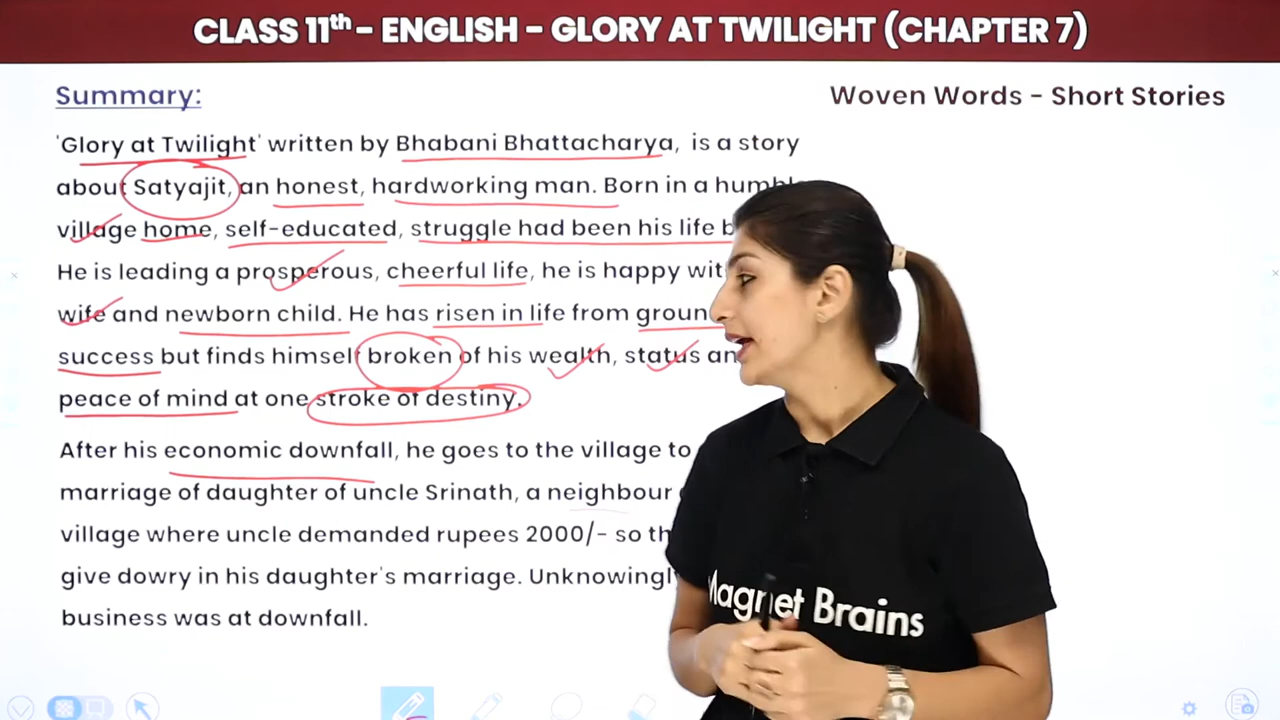 CLASS 11th - ENGLISH - GLORY AT TWILIGHT (CHAPTER 7)
Summary:
Woven Words - Short Stories
'Glory at Twilight' written by Bhabani Bhattacharya, is a story
about Satyajit, an honest, hardworking man. Born in a humble
village home, self-educated, struggle had been his life
He is leading a prosperous, cheerful life, he is happy
wife and newborn child. He has risen in life from
success but finds himself broken of his wealth, status
peace of mind at one stroke of destiny.
After his economic downfall, he goes to the village to
marriage of daughter of uncle Srinath, a neighbour
village where uncle demanded rupees 2000/- so
give dowry in his daughter's marriage.
business was at downfall.
Magnet Brains